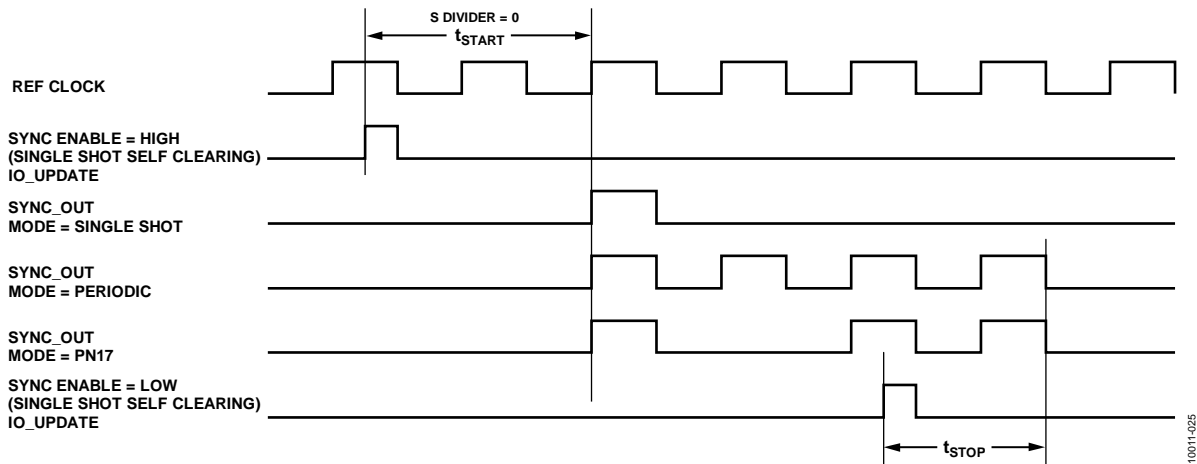 S DIVIDER = 0
tSTART
REF CLOCK
SYNC ENABLE = HIGH
(SINGLE SHOT SELF CLEARING)
IO_UPDATE
SYNC_OUT
MODE = SINGLE SHOT
SYNC_OUT
MODE = PERIODIC
SYNC_OUT
MODE = PN17
SYNC ENABLE = LOW
(SINGLE SHOT SELF CLEARING)
IO_UPDATE
tSTOP
10011-025